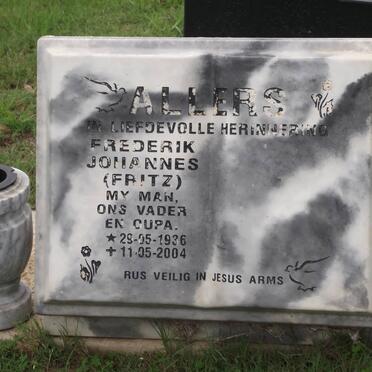 ALLERS
IN LIEFDEVOLLE HERINNERING
FREDERIK
JOHANNES
(FRITZ)
MY MAN,
ONS VADER
EN OUPA.
★ 29-05-1936
✝ 11-05-2004
RUS VEILIG IN JESUS ARMS